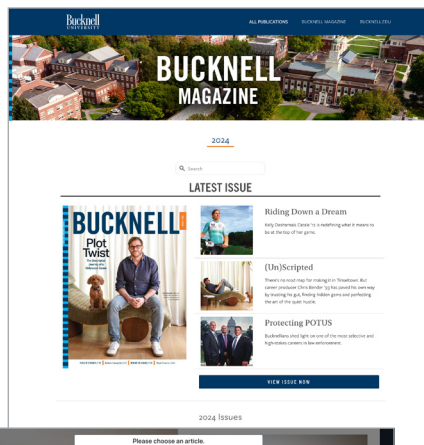 Bucknell
UNIVERSITY
ALL PUBLICATIONS BUCKNELL MAGAZINE BUCKNELL.EDU
BUCKNELL
MAGAZINE
2024
Search
LATEST ISSUE
BUCKNELL
Plot
Twist
Riding Down a Dream
is redefining what it means to
be at the top of her game.
(Un)Scripted
There's no road map for making it in Tinseltown. But
career producer Chris Bender '93 has paved his own way
by trusting his gut, finding hidden gems and perfecting
the art of the quiet hustle.
Protecting POTUS
Bucknellians shed light on one of the most selective and
high-stakes careers in law enforcement.
VIEW ISSUE NOW
2024 Issues
Please choose an article.